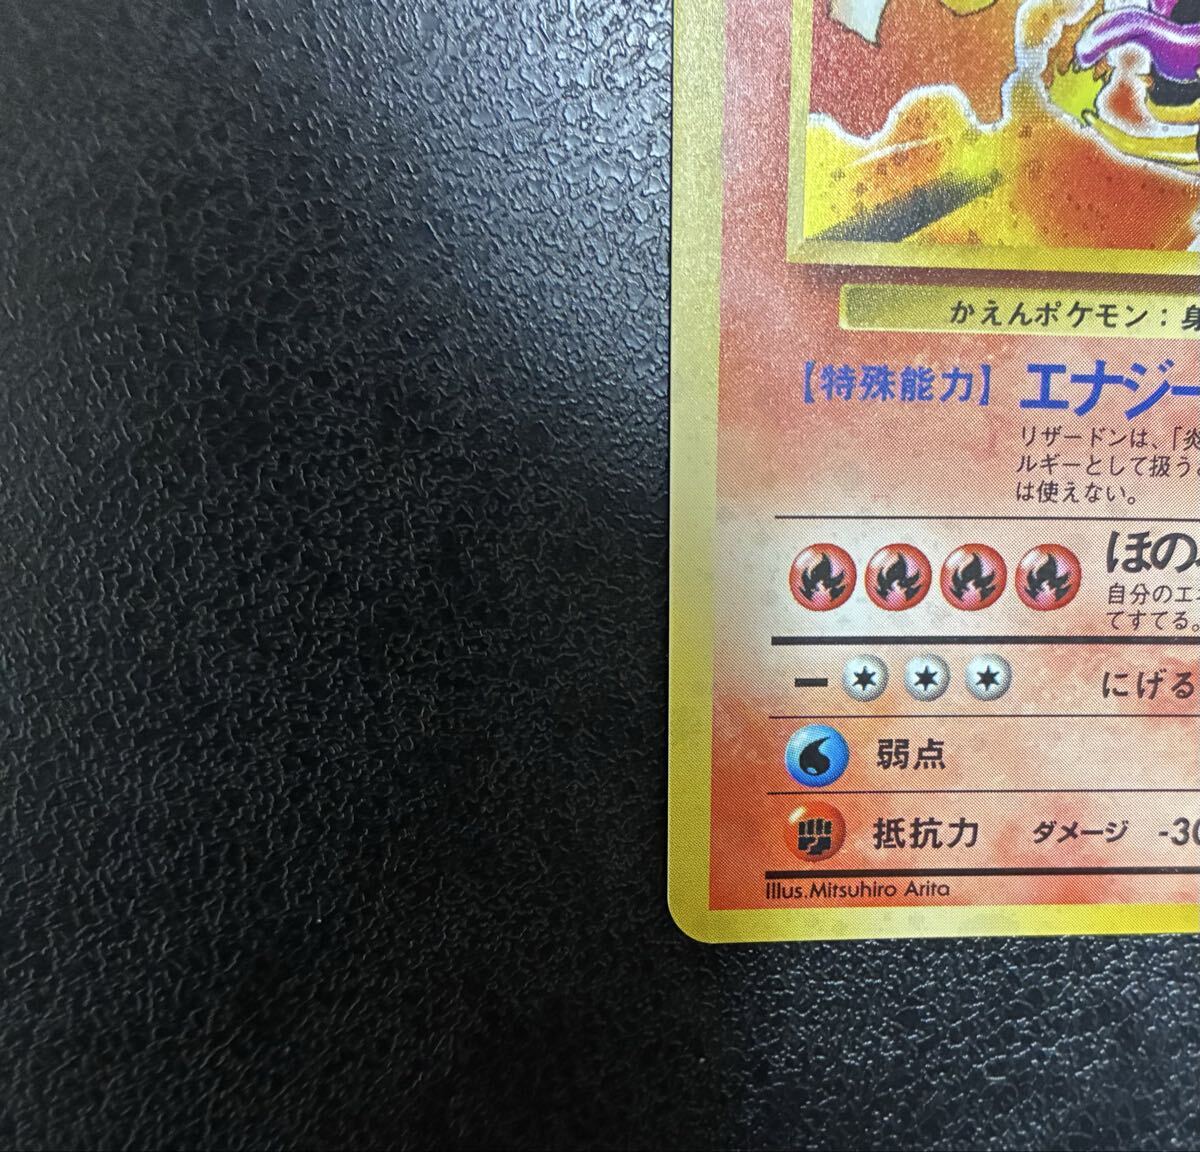 かえんポケモン：身
【特殊能力】 エナジー
リザードンは、「炎
ルギーとして扱う
は使えない。
ほの
自分のエ
てすてる。
ー にげる
弱点
抵抗力 ダメージ -30
Illus.Mitsuhiro Arita